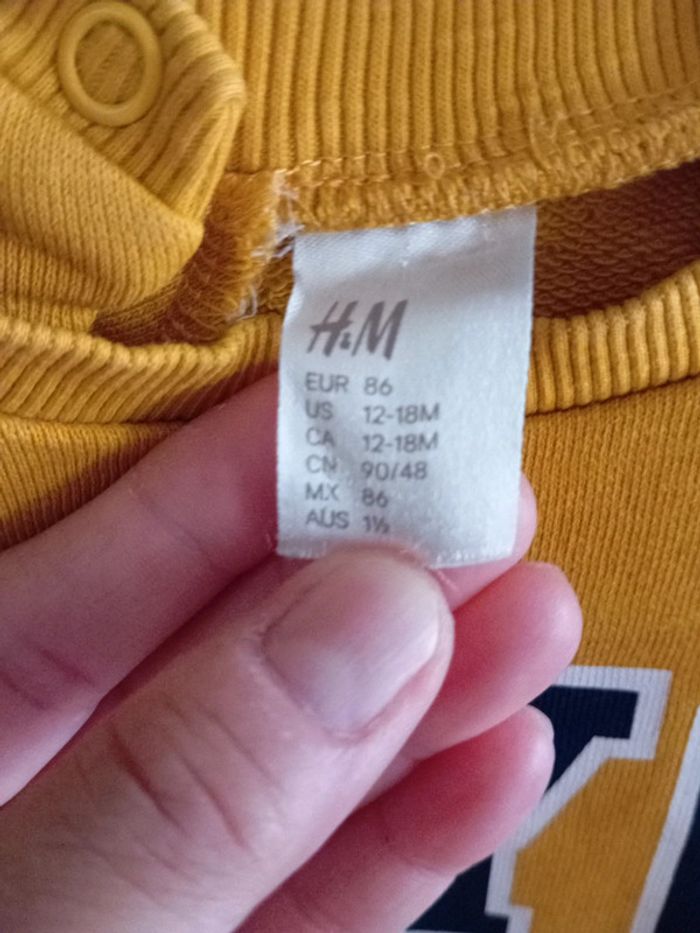 H&M
EUR 86
US 12-18M
CA 12-18M
CN 90/48
MX 86
AUS 1½